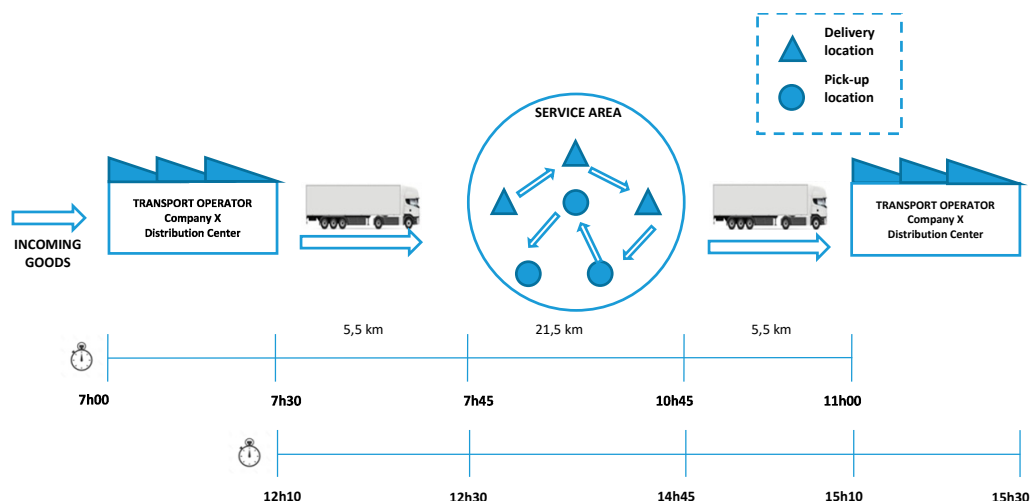 Delivery
location
Pick-up
location
SERVICE AREA
TRANSPORT OPERATOR
Company X
Distribution Center
TRANSPORT OPERATOR
Company X
Distribution Center
INCOMING
GOODS
5,5 km
21,5 km
5,5 km
7h00
7h30
7h45
10h45
11h00
12h10
12h30
14h45
15h10
15h30